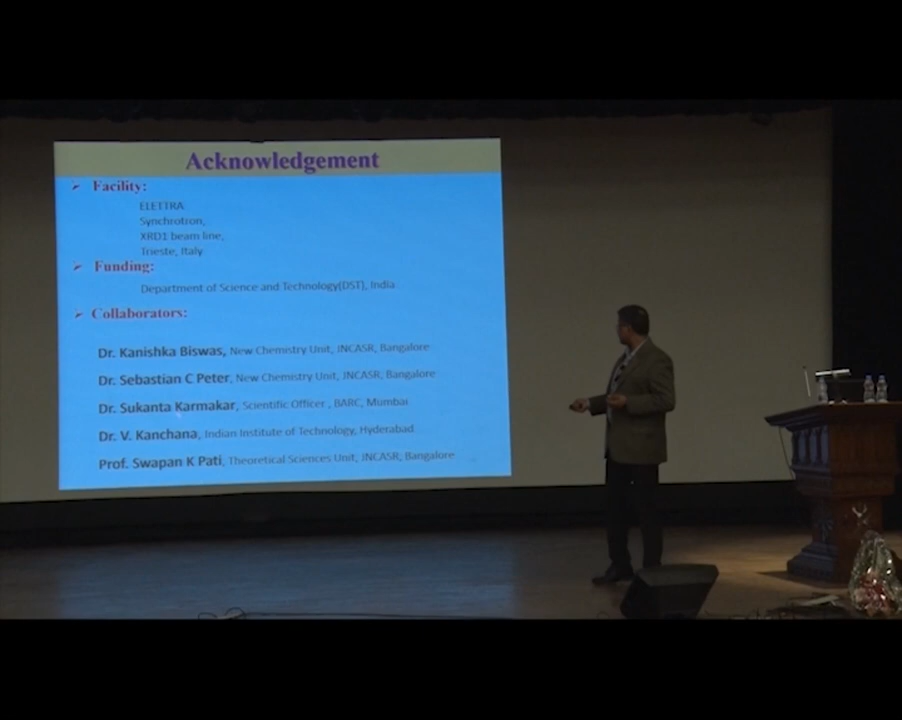 Acknowledgement
➢ Facility:
ELETTRA
Synchrotron,
XRD1 beam line,
Trieste, Italy
➢ Funding:
Department of Science and Technology(DST), India
➢ Collaborators:
Dr. Kanishka Biswas, New Chemistry Unit, JNCASR, Bangalore
Dr. Sebastian C Peter, New Chemistry Unit, JNCASR, Bangalore
Dr. Sukanta Karmakar, Scientific Officer , BARC, Mumbai
Dr. V. Kanchana, Indian Institute of Technology, Hyderabad
Prof. Swapan K Pati, Theoretical Sciences Unit, JNCASR, Bangalore